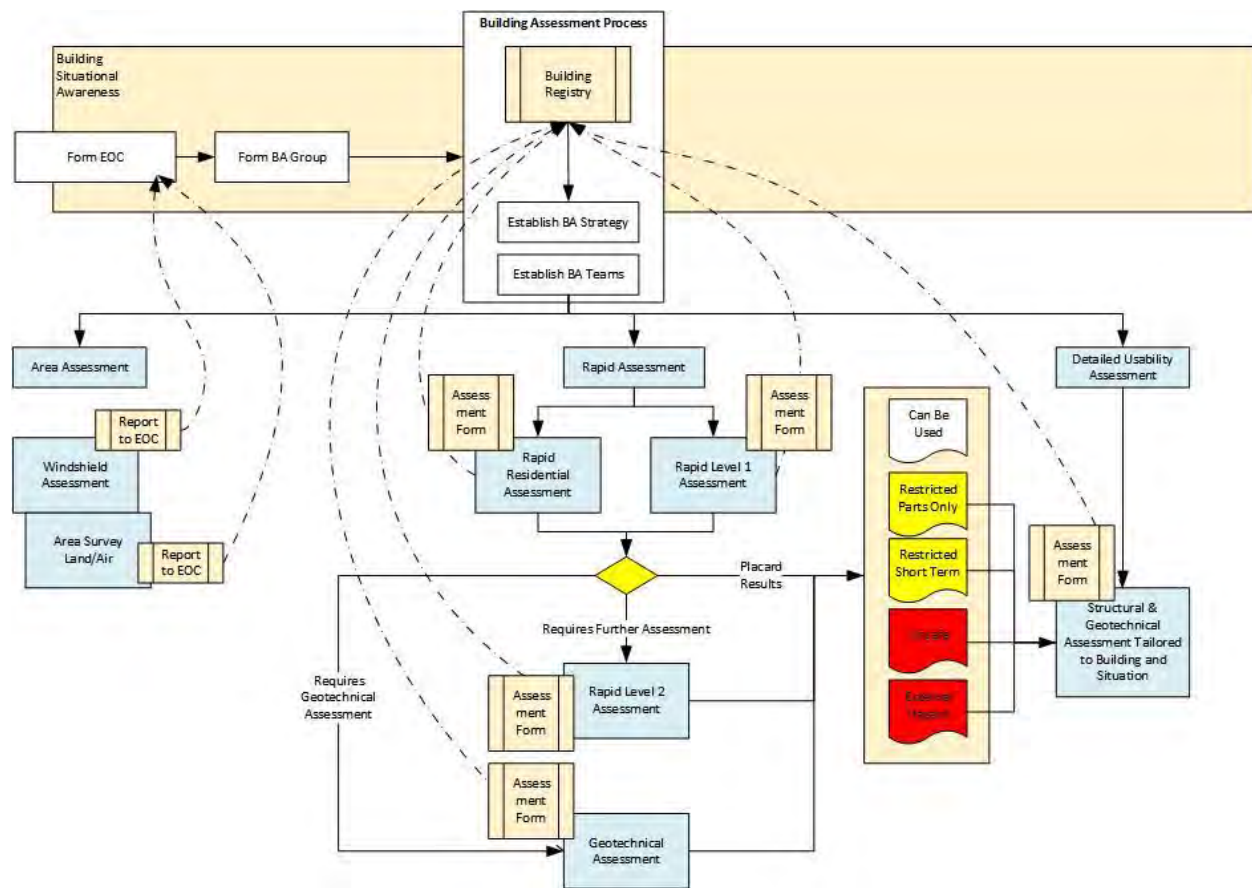 Building Assessment Process
Building
Situational
Awareness
Building
Registry
Form EOC
Form BA Group
Establish BA Strategy
Establish BA Teams
Area Assessment
Rapid Assessment
Detailed Usability
Assessment
Report
to EOC
Windshield
Assessment
Area Survey
Land/Air
Report
to EOC
Assess
ment
Form
Rapid
Residential
Assessment
Assess
ment
Form
Rapid Level 1
Assessment
Can Be
Used
Restricted
Parts Only
Restricted
Short Term
Placard
Results
Requires Further Assessment
Requires
Geotechnical
Assessment
Assess
ment
Form
Rapid Level 2
Assessment
Assess
ment
Form
Geotechnical
Assessment
Assess
ment
Form
Structural &
Geotechnical
Assessment Tailored
to Building and
Situation